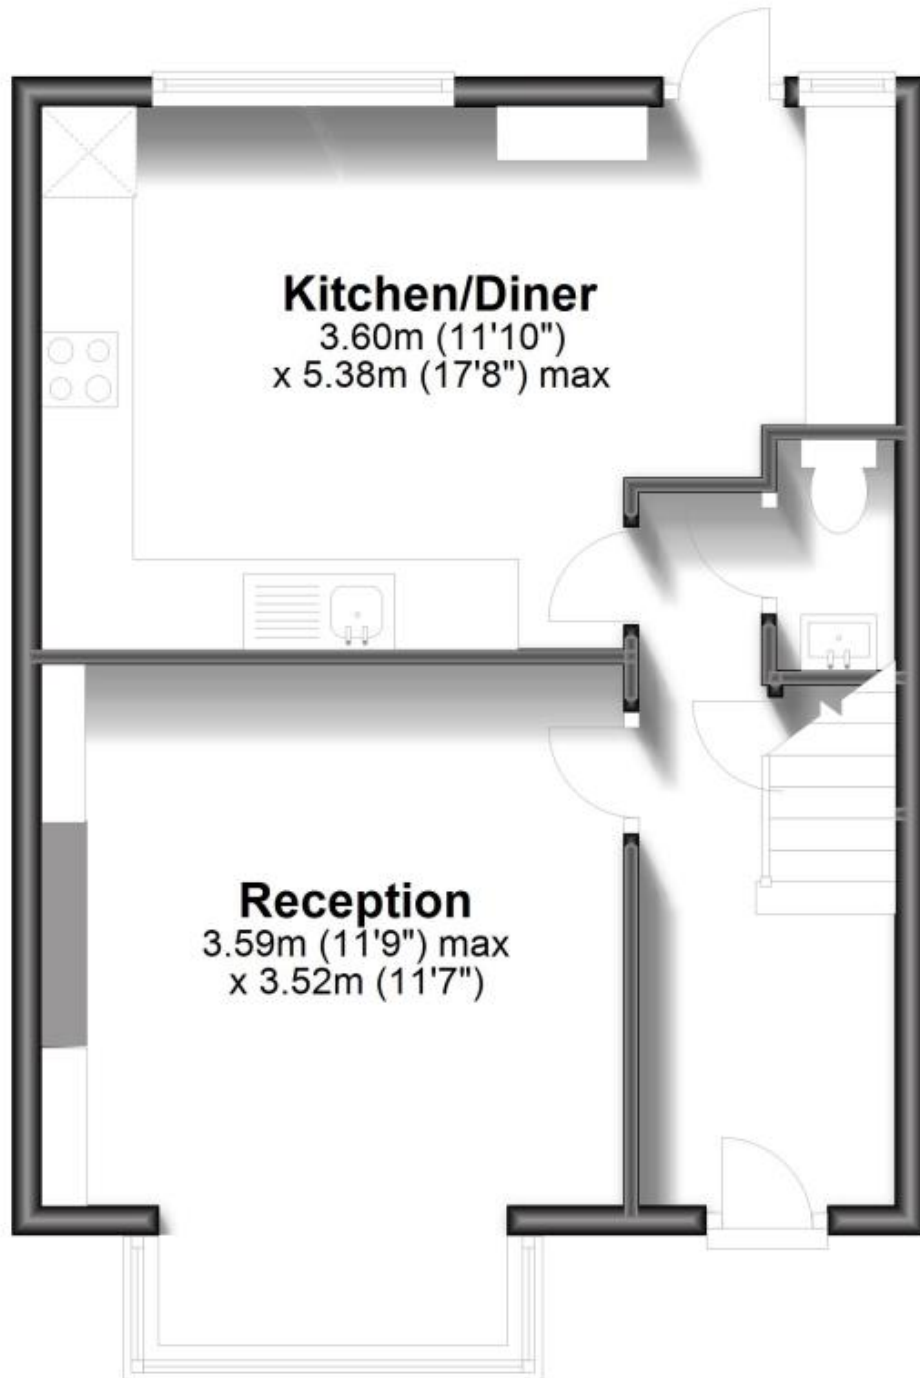 Kitchen/Diner
3.60m (11'10")
x 5.38m (17'8") max
Reception
3.59m (11'9") max
x 3.52m (11'7")